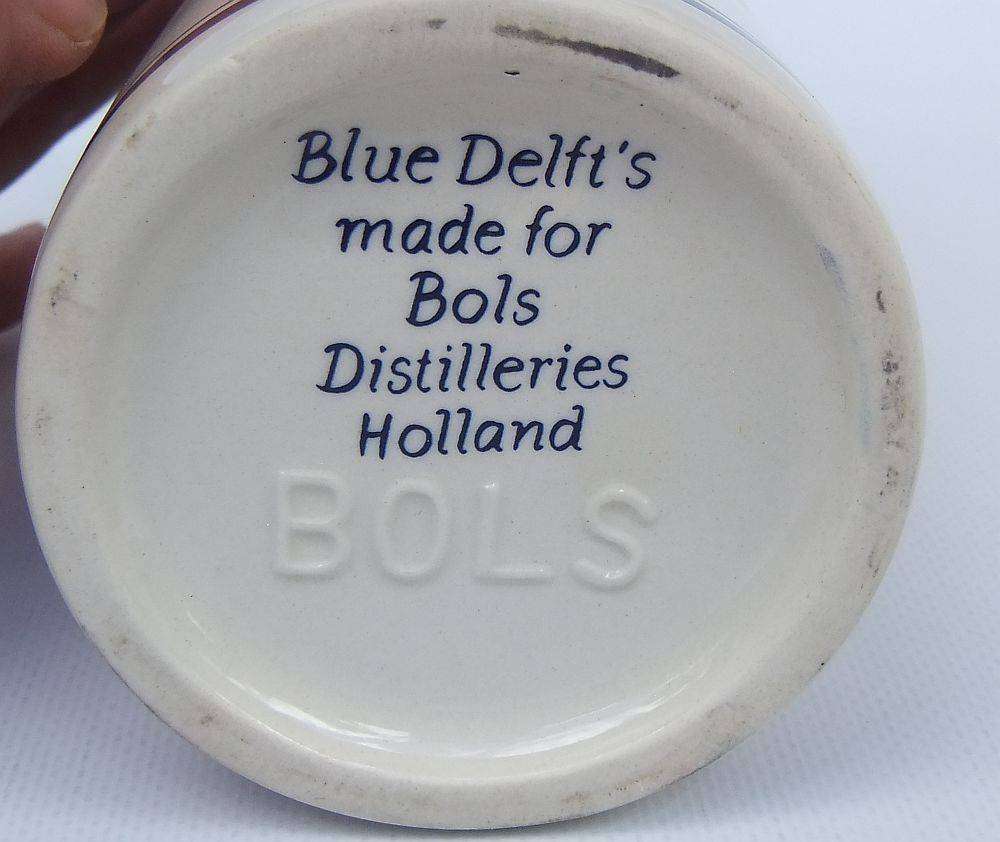 Blue Delft's
made for
Bols
Distilleries
Holland
BOLS